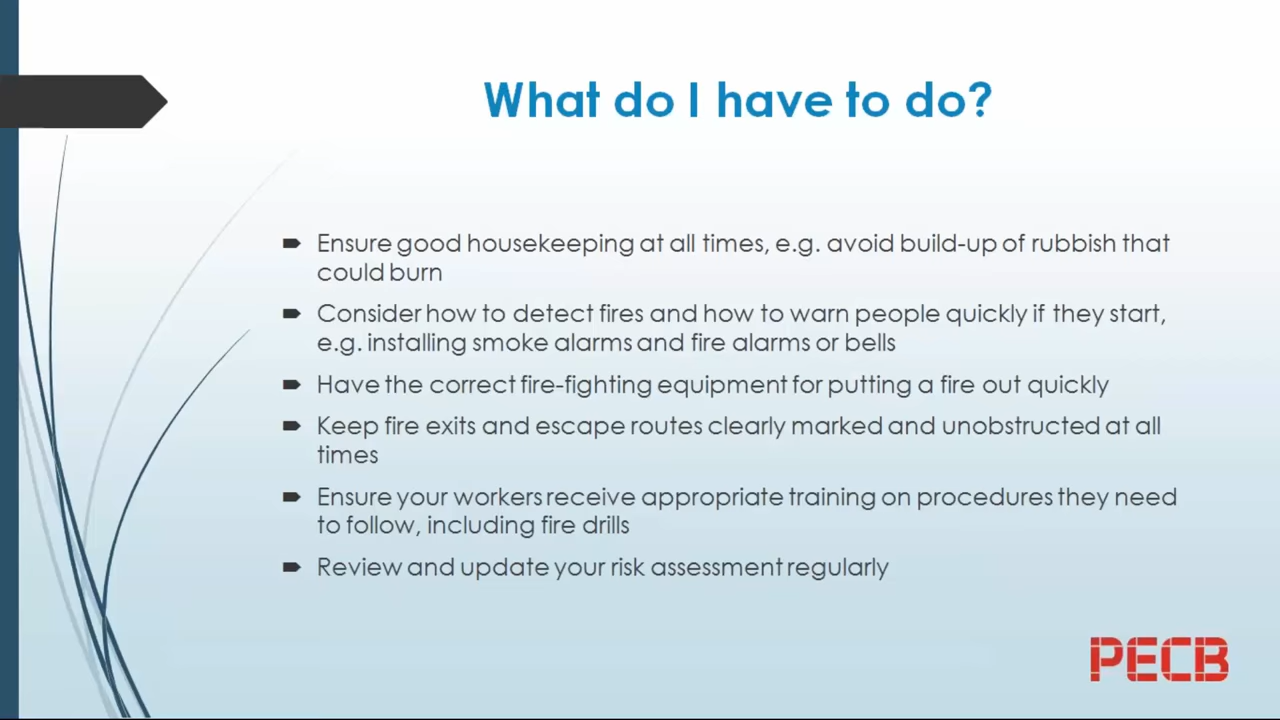 What do I have to do?
Ensure good housekeeping at all times, e.g. avoid build-up of rubbish that
could burn
Consider how to detect fires and how to warn people quickly if they start,
e.g. installing smoke alarms and fire alarms or bells
Have the correct fire-fighting equipment for putting a fire out quickly
Keep fire exits and escape routes clearly marked and unobstructed at all
times
Ensure your workers receive appropriate training on procedures they need
to follow, including fire drills
Review and update your risk assessment regularly
PECB